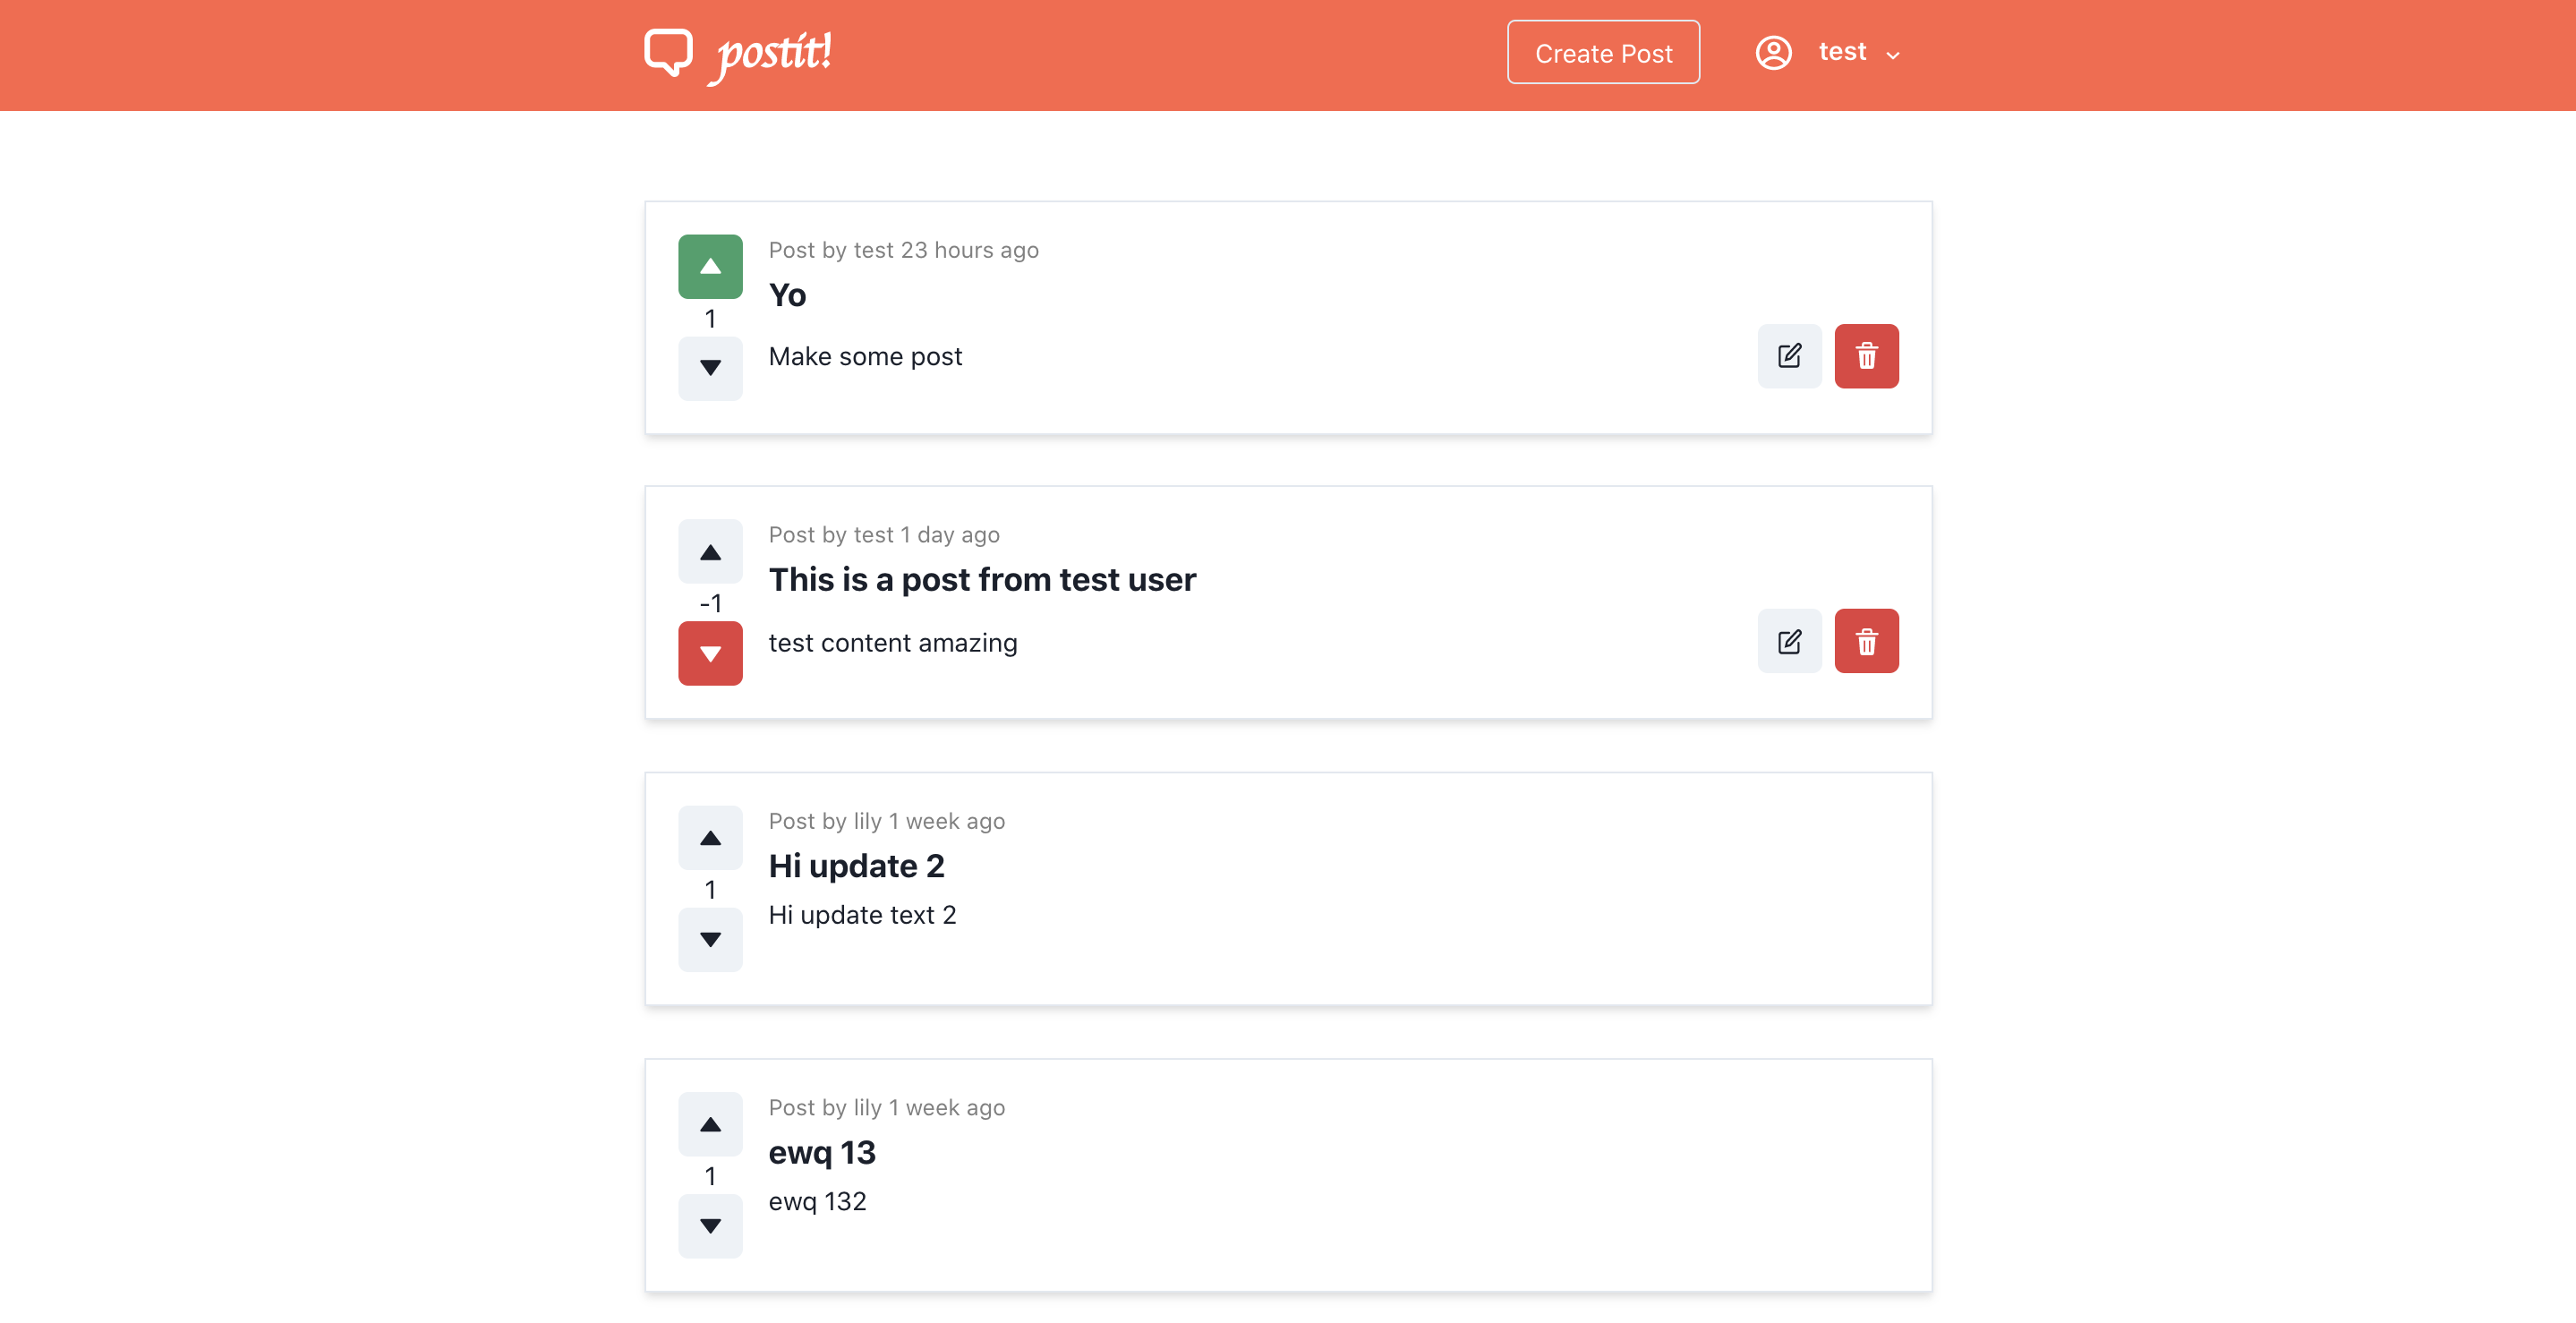 postit!
Create Post
test
Post by test 23 hours ago
Yo
1
Make some post
Post by test 1 day ago
This is a post from test user
-1
test content amazing
Post by lily 1 week ago
Hi update 2
1
Hi update text 2
Post by lily 1 week ago
ewq 13
1
ewq 132